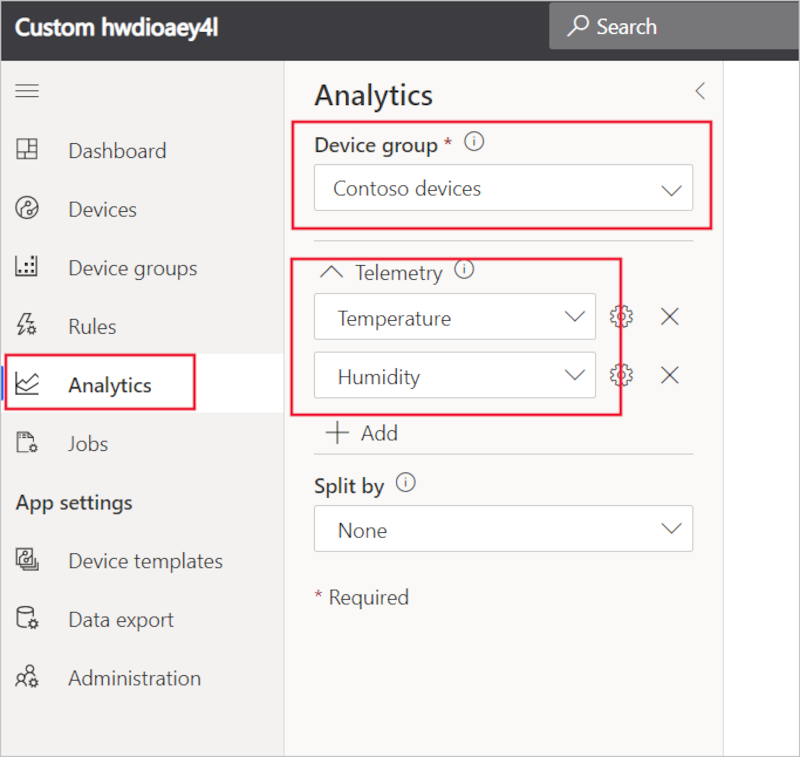 Custom hwdioaey4l
Search
Dashboard
Devices
Device groups
Rules
Analytics
Jobs
App settings
Device templates
Data export
Administration
Analytics
Device group *
Contoso devices
Telemetry
Temperature
Humidity
Add
Split by
None
* Required